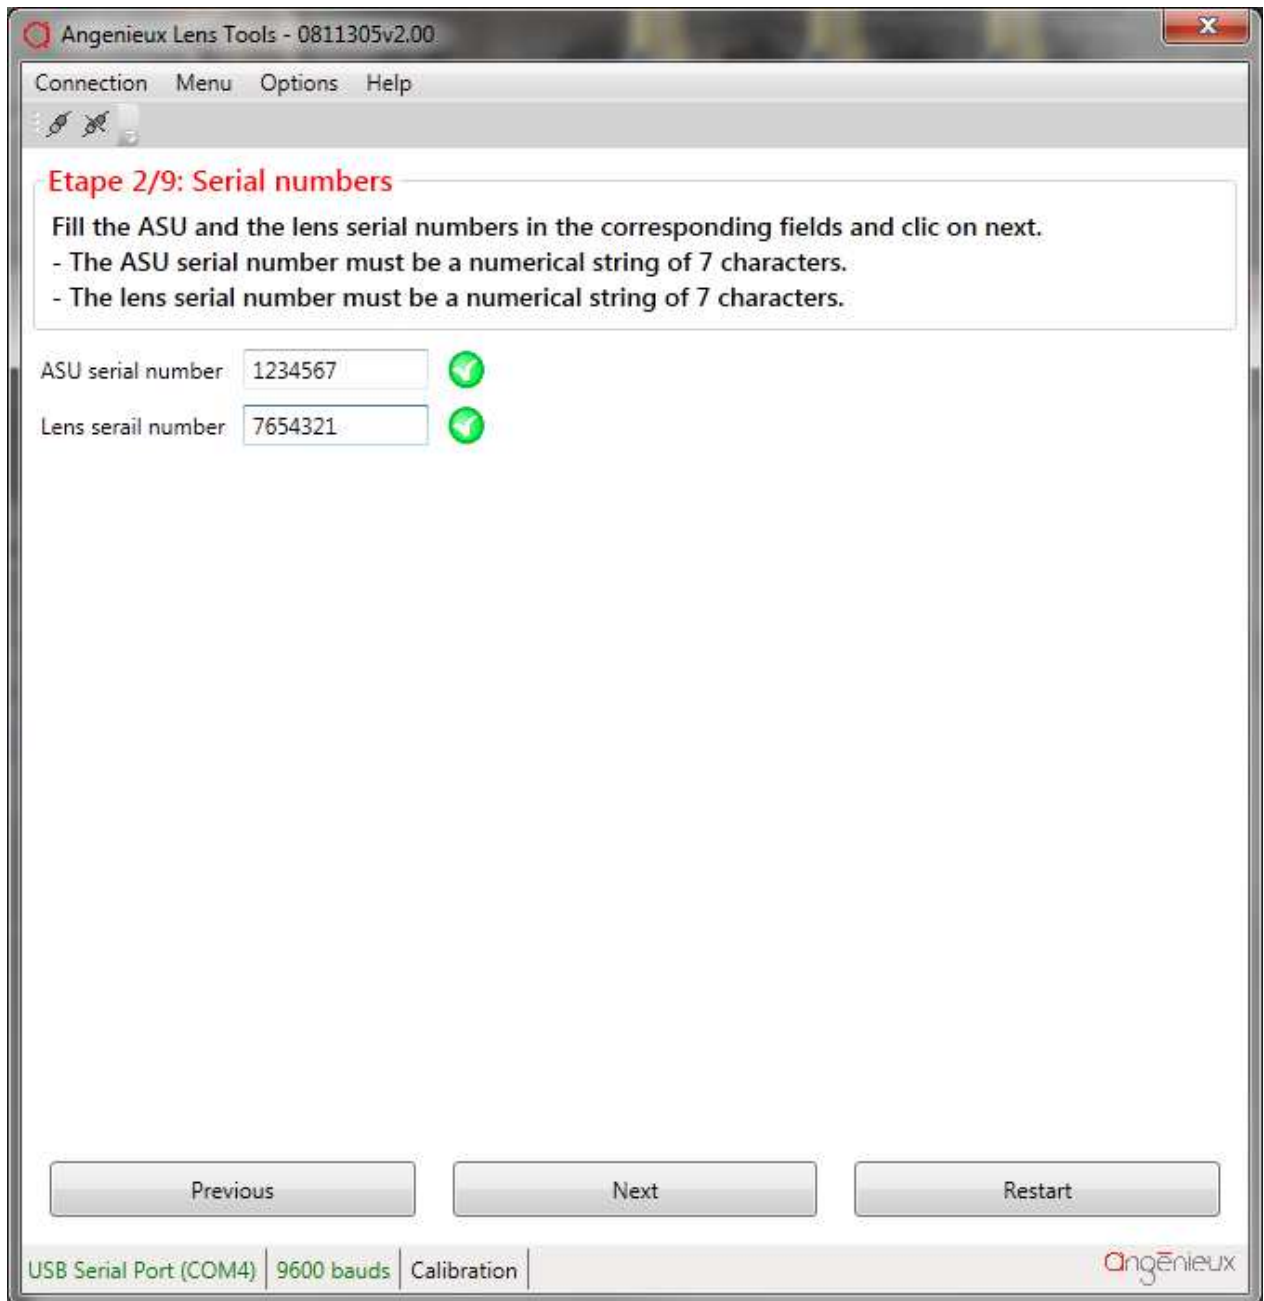 Angenieux Lens Tools - 0811305v2.00
Connection Menu Options Help
Etape 2/9: Serial numbers
Fill the ASU and the lens serial numbers in the corresponding fields and clic on next.
- The ASU serial number must be a numerical string of 7 characters.
- The lens serial number must be a numerical string of 7 characters.
ASU serial number 1234567
Lens serail number 7654321
Previous Next Restart
USB Serial Port (COM4) 9600 bauds Calibration angēnieux